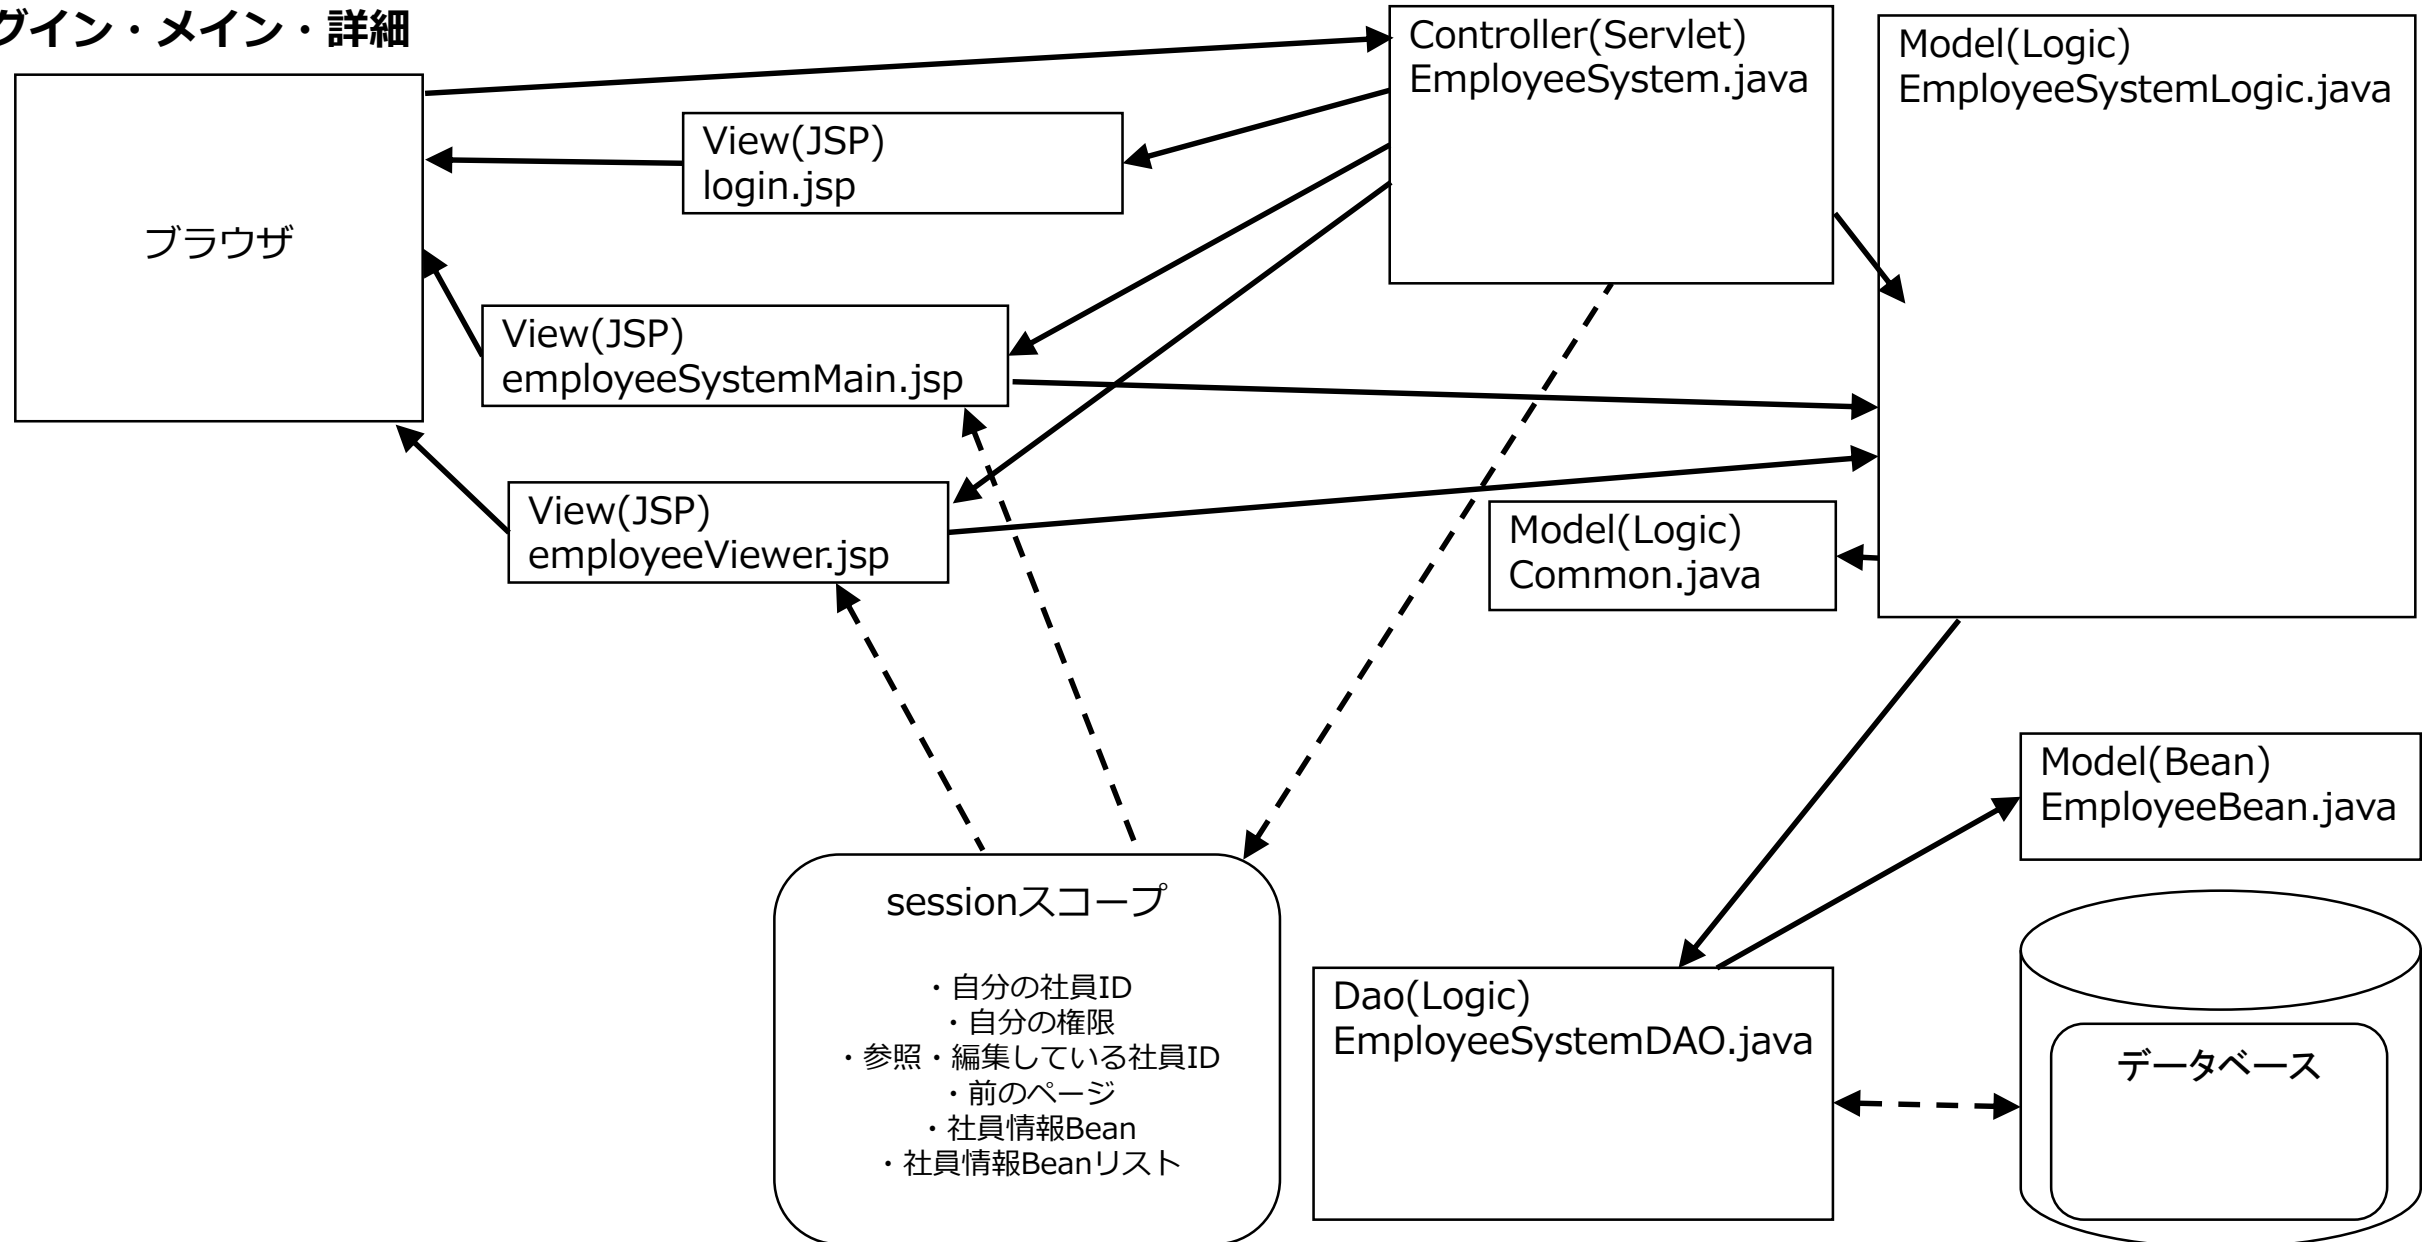 グイン・メイン・詳細
ブラウザ
View(JSP)
login.jsp
Controller(Servlet)
EmployeeSystem.java
Model(Logic)
EmployeeSystemLogic.java
View(JSP)
employeeSystemMain.jsp
View(JSP)
employeeViewer.jsp
Model(Logic)
Common.java
Model(Bean)
EmployeeBean.java
sessionスコープ
・自分の社員ID
・自分の権限
・参照・編集している社員ID
・前のページ
・社員情報Bean
・社員情報Beanリスト
Dao(Logic)
EmployeeSystemDAO.java
データベース